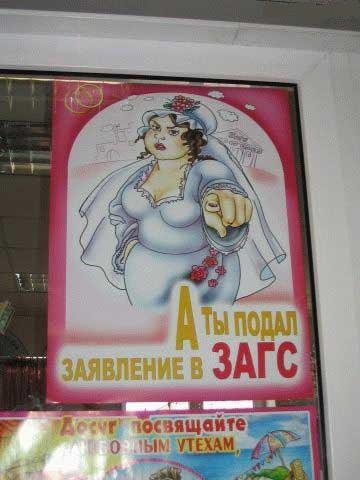 А ТЫ ПОДАЛ
ЗАЯВЛЕНИЕ В ЗАГС
Досуг посвящайте
УТЕХАМ,